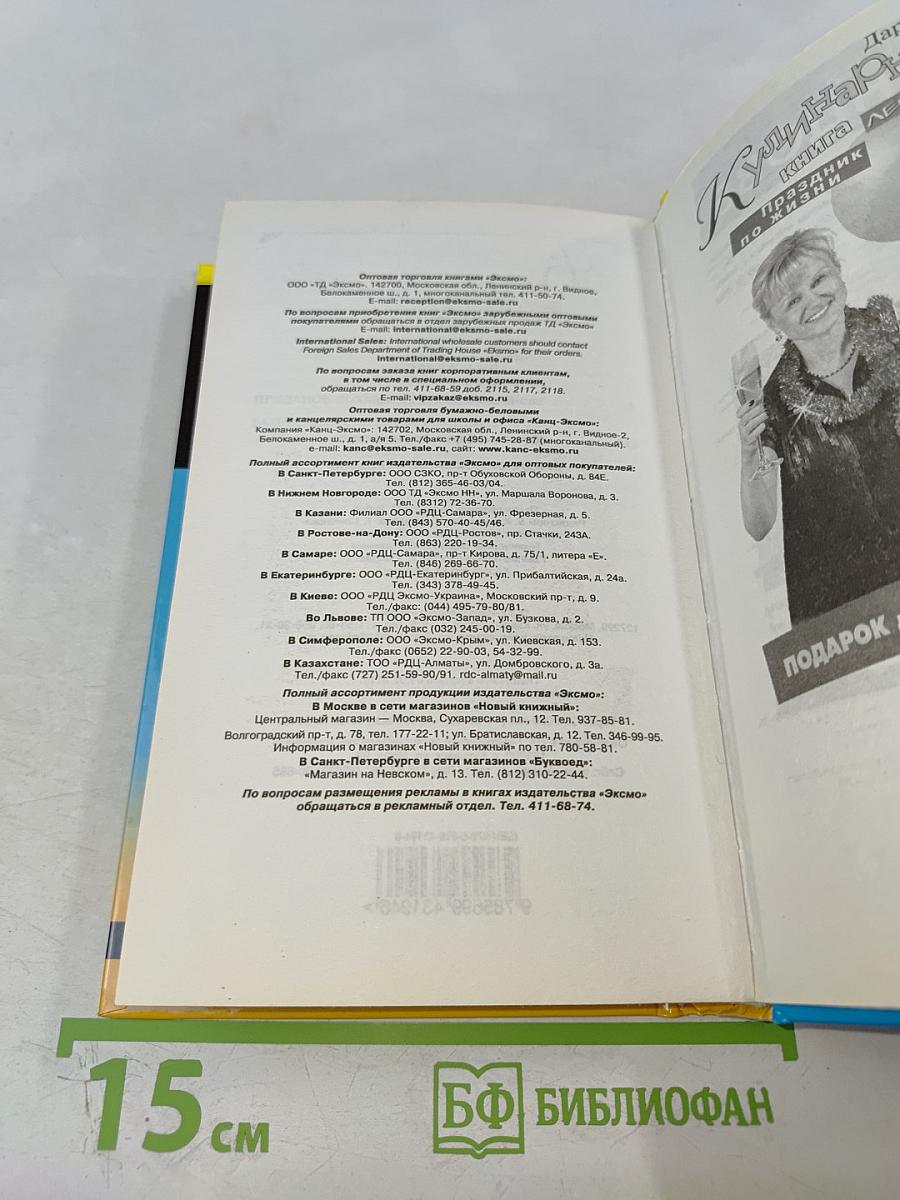 Оптовая торговля книгами «Эксмо»:
ООО «ТД «Эксмо». 142700, Московская обл., Ленинский р-н, г. Видное,
Белокаменное ш., д. 1, многоканальный тел. 411-50-74.
E-mail: reception@eksmo-sale.ru
По вопросам приобретения книг «Эксмо» зарубежными оптовыми
покупателями обращаться в отдел зарубежных продаж ТД «Эксмо»
E-mail: international@eksmo-sale.ru
International Sales: International wholesale customers should contact
Foreign Sales Department of Trading House «Eksmo» for their orders.
international@eksmo-sale.ru
По вопросам заказа книг корпоративным клиентам,
в том числе в специальном оформлении,
обращаться по тел. 411-68-59 доб. 2115, 2117, 2118.
E-mail: vipzakaz@eksmo.ru
Оптовая торговля бумажно-беловыми
и канцелярскими товарами для школы и офиса «Канц-Эксмо»:
Компания «Канц-Эксмо»: 142702, Московская обл., Ленинский р-н, г. Видное-2,
Белокаменное ш., д. 1, а/я 5. Тел./факс +7 (495) 745-28-87 (многоканальный).
e-mail: kanc@eksmo-sale.ru, сайт: www.kanc-eksmo.ru
Полный ассортимент книг издательства «Эксмо» для оптовых покупателей:
В Санкт-Петербурге: ООО СЗКО, пр-т Обуховской Обороны, д. 84Е.
Тел. (812) 365-46-03/04.
В Нижнем Новгороде: ООО ТД «Эксмо НН», ул. Маршала Воронова, д. 3.
Тел. (8312) 72-36-70.
В Казани: Филиал ООО «РДЦ-Самара», ул. Фрезерная, д. 5.
Тел. (843) 570-40-45/46.
В Ростове-на-Дону: ООО «РДЦ-Ростов», пр. Стачки, 243А.
Тел. (863) 220-19-34.
В Самаре: ООО «РДЦ-Самара», пр-т Кирова, д. 75/1, литера «Е».
Тел. (846) 269-66-70.
В Екатеринбурге: ООО «РДЦ-Екатеринбург», ул. Прибалтийская, д. 24а.
Тел. (343) 378-49-45.
В Киеве: ООО «РДЦ Эксмо-Украина», Московский пр-т, д. 9.
Тел./факс: (044) 495-79-80/81.
Во Львове: ТП ООО «Эксмо-Запад», ул. Бузкова, д. 2.
Тел./факс (032) 245-00-19.
В Симферополе: ООО «Эксмо-Крым», ул. Киевская, д. 153.
Тел./факс (0652) 22-90-03, 54-32-99.
В Казахстане: ТОО «РДЦ-Алматы», ул. Домбровского, д. 3а.
Тел./факс (727) 251-59-90/91. rdc-almaty@mail.ru
Полный ассортимент продукции издательства «Эксмо»:
В Москве в сети магазинов «Новый книжный»:
Центральный магазин — Москва, Сухаревская пл., 12. Тел. 937-85-81.
Волгоградский пр-т, д. 78, тел. 177-22-11; ул. Братиславская, д. 12. Тел. 346-99-95.
Информация о магазинах «Новый книжный» по тел. 780-58-81.
В Санкт-Петербурге в сети магазинов «Буквоед»:
«Магазин на Невском», д. 13. Тел. (812) 310-22-44.
По вопросам размещения рекламы в книгах издательства «Эксмо»
обращаться в рекламный отдел. Тел. 411-68-74.
книга
Праздник
по жизни
ПОДАРОК
15 см
БФ БИБЛИОФАН